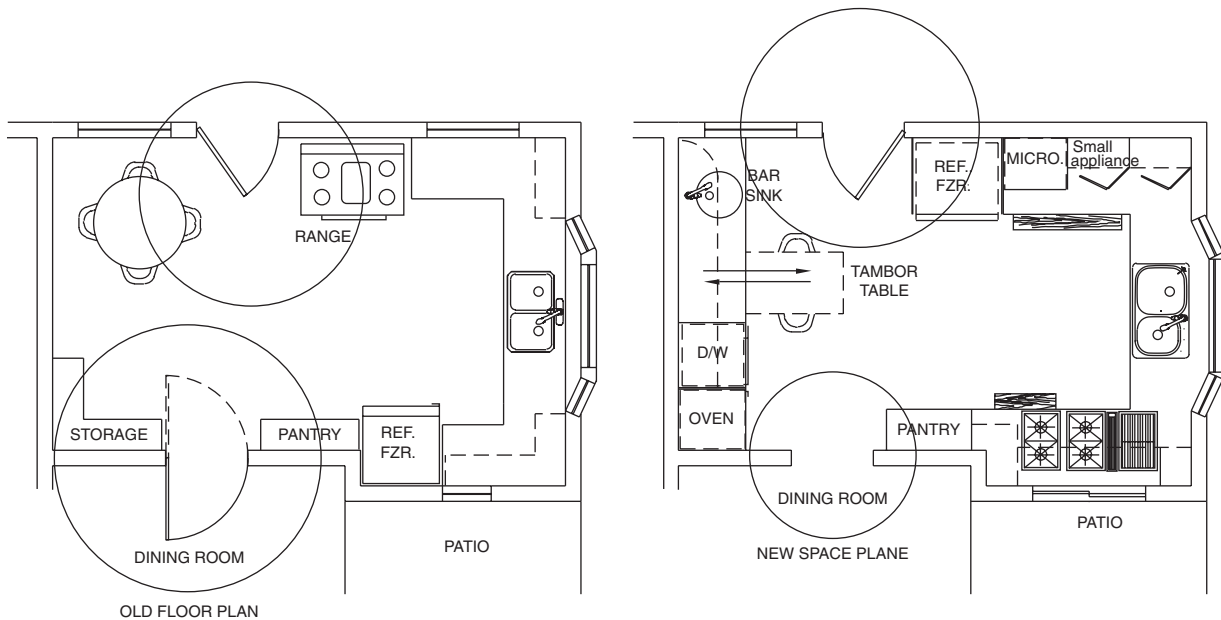 RANGE
STORAGE
PANTRY
REF.
FZR.
DINING ROOM
PATIO
OLD FLOOR PLAN
BAR
SINK
REF.
FZR.
MICRO.
Small
appliance
TAMBOR
TABLE
D/W
OVEN
PANTRY
DINING ROOM
PATIO
NEW SPACE PLANE